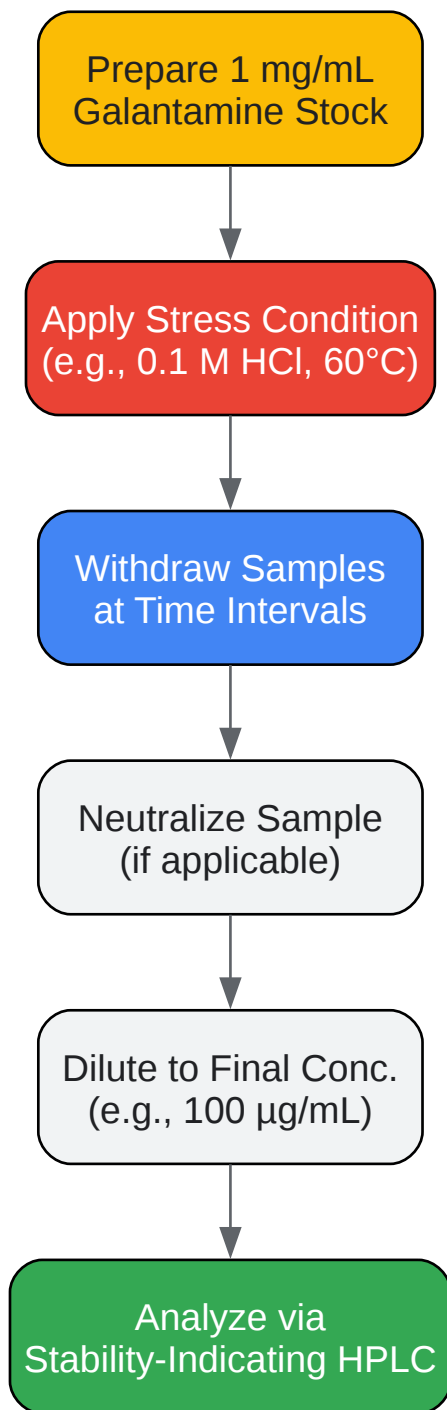 Prepare 1 mg/mL
Galantamine Stock
Apply Stress Condition
(e.g., 0.1 M HCl, 60°C)
Withdraw Samples
at Time Intervals
Neutralize Sample
(if applicable)
Dilute to Final Conc.
(e.g., 100 µg/mL)
Analyze via
Stability-Indicating HPLC